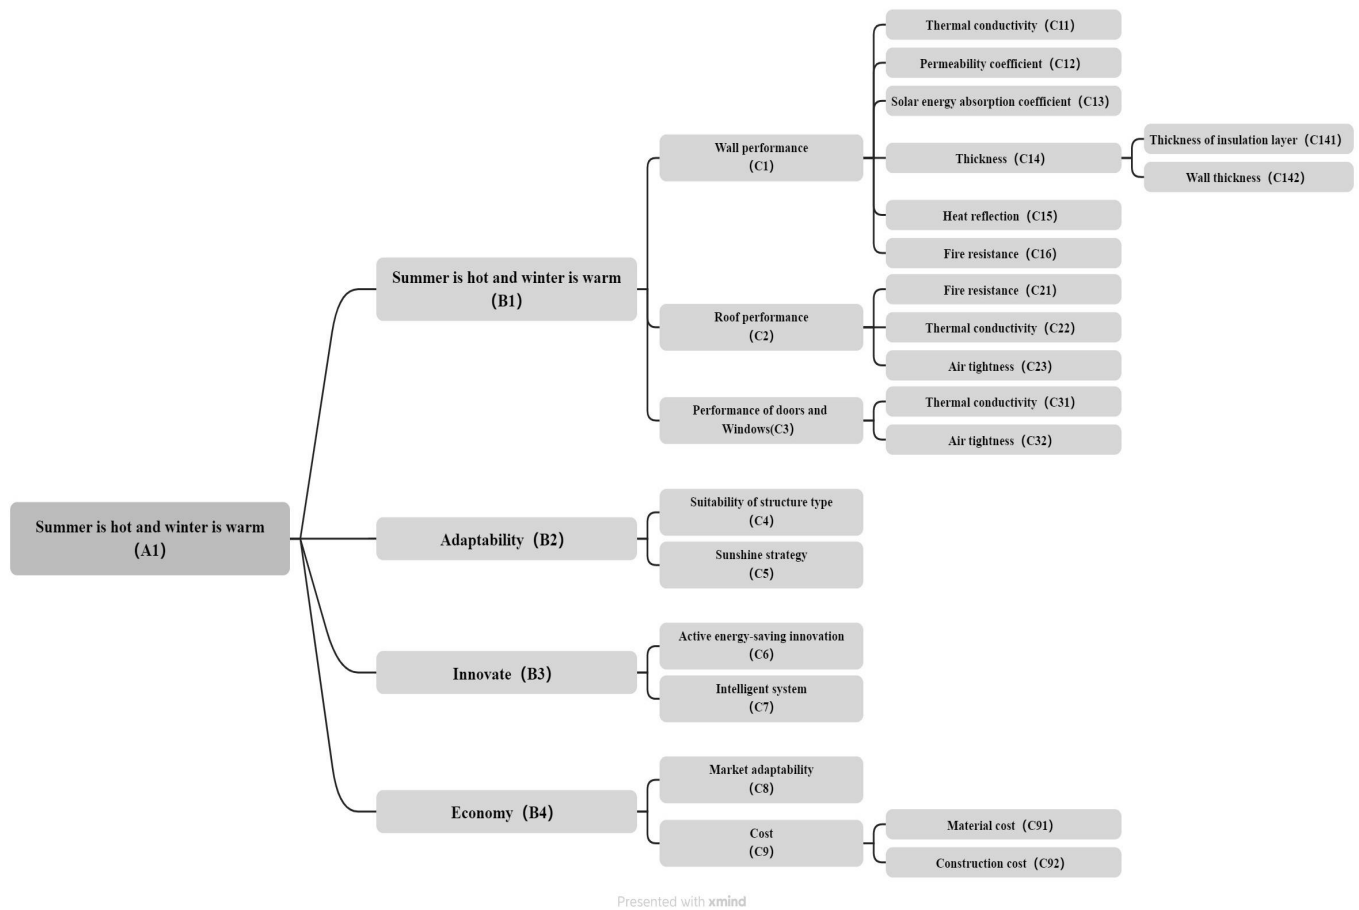 Summer is hot and winter is warm
(A1)
Summer is hot and winter is warm
(B1)
Wall performance
(C1)
Thermal conductivity (C11)
Permeability coefficient (C12)
Solar energy absorption coefficient (C13)
Thickness (C14)
Thickness of insulation layer (C141)
Wall thickness (C142)
Heat reflection (C15)
Fire resistance (C16)
Roof performance
(C2)
Fire resistance (C21)
Thermal conductivity (C22)
Air tightness (C23)
Performance of doors and
Windows(C3)
Thermal conductivity (C31)
Air tightness (C32)
Adaptability (B2)
Suitability of structure type
(C4)
Sunshine strategy
(C5)
Innovate (B3)
Active energy-saving innovation
(C6)
Intelligent system
(C7)
Economy (B4)
Market adaptability
(C8)
Cost
(C9)
Material cost (C91)
Construction cost (C92)
Presented with xmind